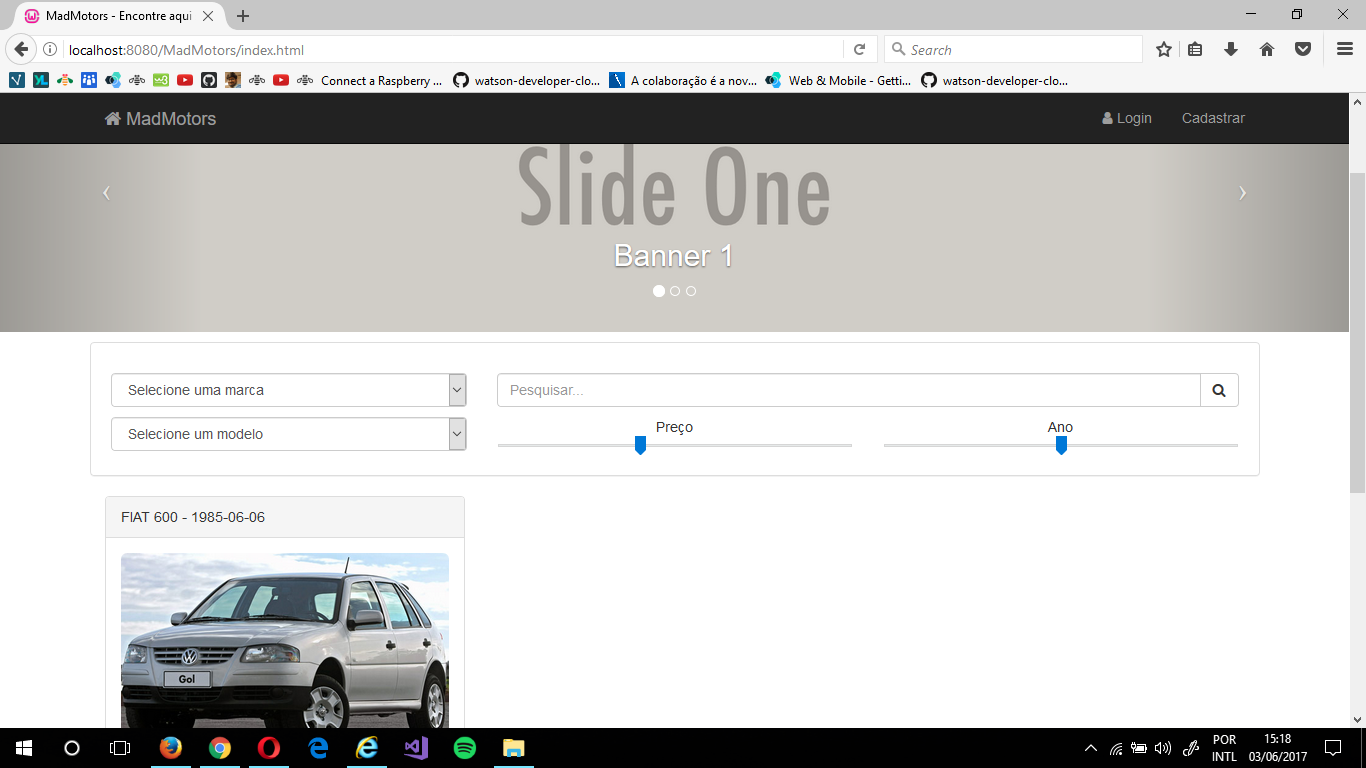 MadMotors - Encontre aqui
localhost:8080/MadMotors/index.html
Search
Connect a Raspberry ...
watson-developer-clo...
A colaboração é a nov...
Web & Mobile - Getti...
watson-developer-clo...
MadMotors
Login
Cadastrar
Slide One
Banner 1
Selecione uma marca
Pesquisar...
Selecione um modelo
Preço
Ano
FIAT 600 - 1985-06-06
Gol
POR
INTL
15:18
03/06/2017